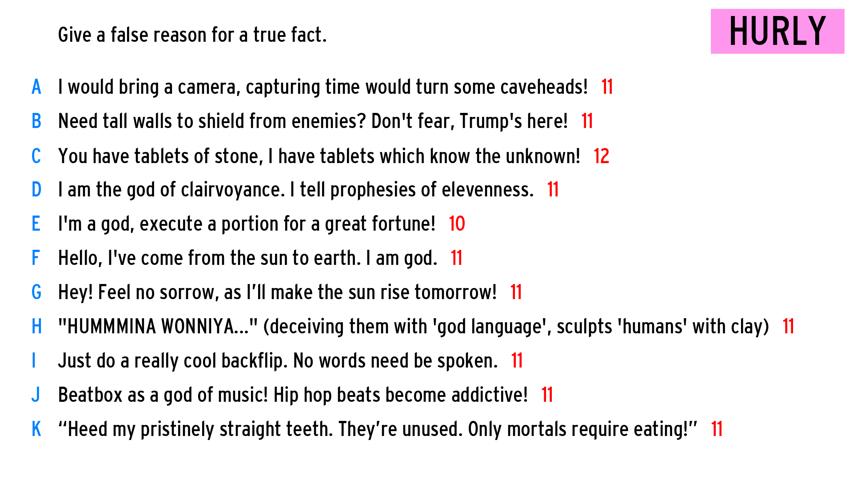 Give a false reason for a true fact.
HURLY
A I would bring a camera, capturing time would turn some caveheads! 11
B Need tall walls to shield from enemies? Don't fear, Trump's here! 11
C You have tablets of stone, I have tablets which know the unknown! 12
D I am the god of clairvoyance. I tell prophesies of elevenness. 11
E I'm a god, execute a portion for a great fortune! 10
F Hello, I've come from the sun to earth. I am god. 11
G Hey! Feel no sorrow, as I’ll make the sun rise tomorrow! 11
H "HUMMMINA WONNIYA..." (deceiving them with 'god language', sculpts 'humans' with clay) 11
I Just do a really cool backflip. No words need be spoken. 11
J Beatbox as a god of music! Hip hop beats become addictive! 11
K “Heed my pristinely straight teeth. They’re unused. Only mortals require eating!” 11